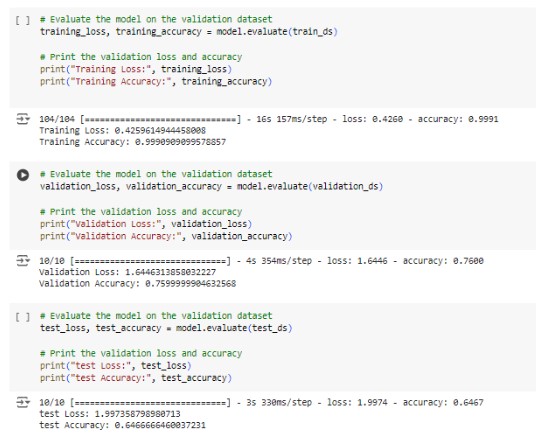 [ ] # Evaluate the model on the validation dataset
training_loss, training_accuracy = model.evaluate(train_ds)
# Print the validation loss and accuracy
print("Training Loss:", training_loss)
print("Training Accuracy:", training_accuracy)
104/104 [==============================] - 16s 157ms/step - loss: 0.4260 - accuracy: 0.9991
Training Loss: 0.4259614944458008
Training Accuracy: 0.9990909099578857
# Evaluate the model on the validation dataset
validation_loss, validation_accuracy = model.evaluate(validation_ds)
# Print the validation loss and accuracy
print("Validation Loss:", validation_loss)
print("Validation Accuracy:", validation_accuracy)
10/10 [==============================] - 4s 354ms/step - loss: 1.6446 - accuracy: 0.7600
Validation Loss: 1.6446313858032227
Validation Accuracy: 0.7599999904632568
[ ] # Evaluate the model on the validation dataset
test_loss, test_accuracy = model.evaluate(test_ds)
# Print the validation loss and accuracy
print("test Loss:", test_loss)
print("test Accuracy:", test_accuracy)
10/10 [==============================] - 3s 330ms/step - loss: 1.9974 - accuracy: 0.6467
test Loss: 1.997358798980713
test Accuracy: 0.6466666460037231